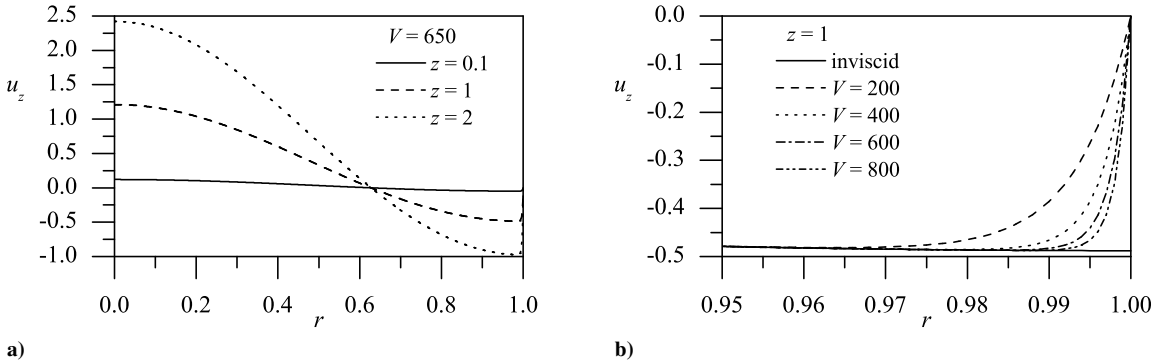 2.5
2.0
1.5
1.0
0.5
0.0
-0.5
-1.0
u_z
V = 650
z = 0.1
z = 1
z = 2
0.0 0.2 0.4 0.6 0.8 1.0
r
a)
0.0
-0.1
-0.2
-0.3
-0.4
-0.5
u_z
z = 1
inviscid
V = 200
V = 400
V = 600
V = 800
0.95 0.96 0.97 0.98 0.99 1.00
r
b)